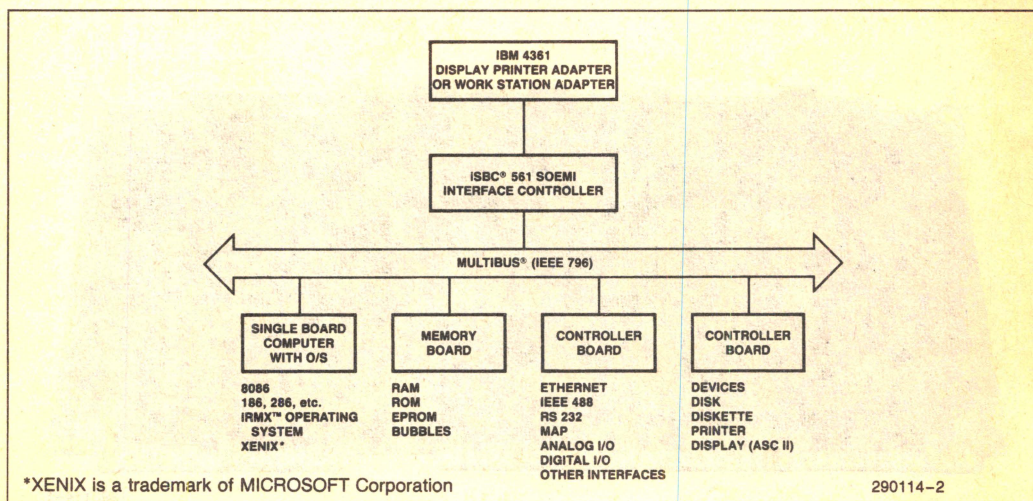 IBM 4361
DISPLAY PRINTER ADAPTER
OR WORK STATION ADAPTER
iSBC® 561 SOEMI
INTERFACE CONTROLLER
MULTIBUS® (IEEE 796)
SINGLE BOARD
COMPUTER
WITH O/S
8086
186, 286, etc.
iRMX™ OPERATING
SYSTEM
XENIX*
MEMORY
BOARD
RAM
ROM
EPROM
BUBBLES
CONTROLLER
BOARD
ETHERNET
IEEE 488
RS 232
MAP
ANALOG I/O
DIGITAL I/O
OTHER INTERFACES
CONTROLLER
BOARD
DEVICES
DISK
DISKETTE
PRINTER
DISPLAY (ASC II)
*XENIX is a trademark of MICROSOFT Corporation
290114–2